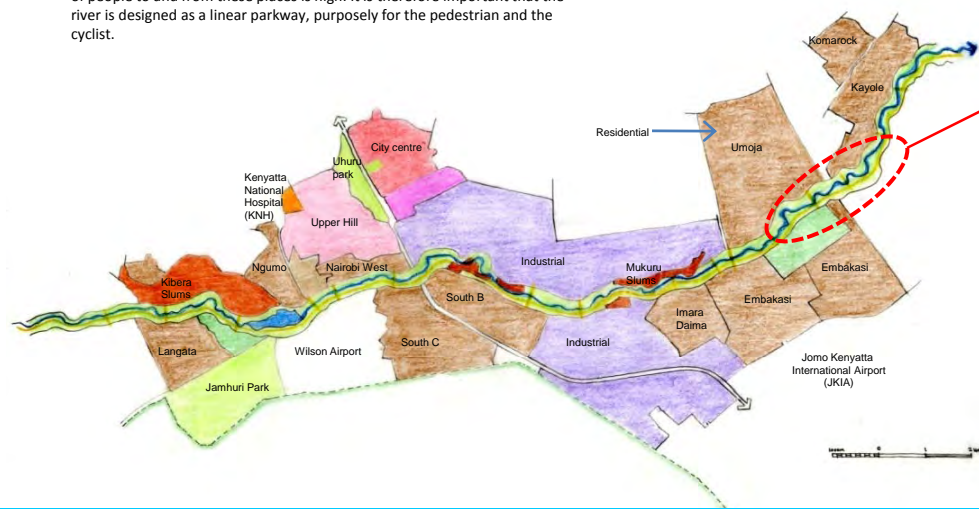 river is designed as a linear parkway, purposely for the pedestrian and the
cyclist.
Komarock
Kayole
Residential
Umoja
City centre
Uhuru
park
Kenyatta
National
Hospital
(KNH)
Upper Hill
Ngumo
Nairobi West
Industrial
Mukuru
Slums
Embakasi
Kibera
Slums
South B
Embakasi
Imara
Daima
Langata
Wilson Airport
South C
Industrial
Jomo Kenyatta
International Airport
(JKIA)
Jamhuri Park
0
1